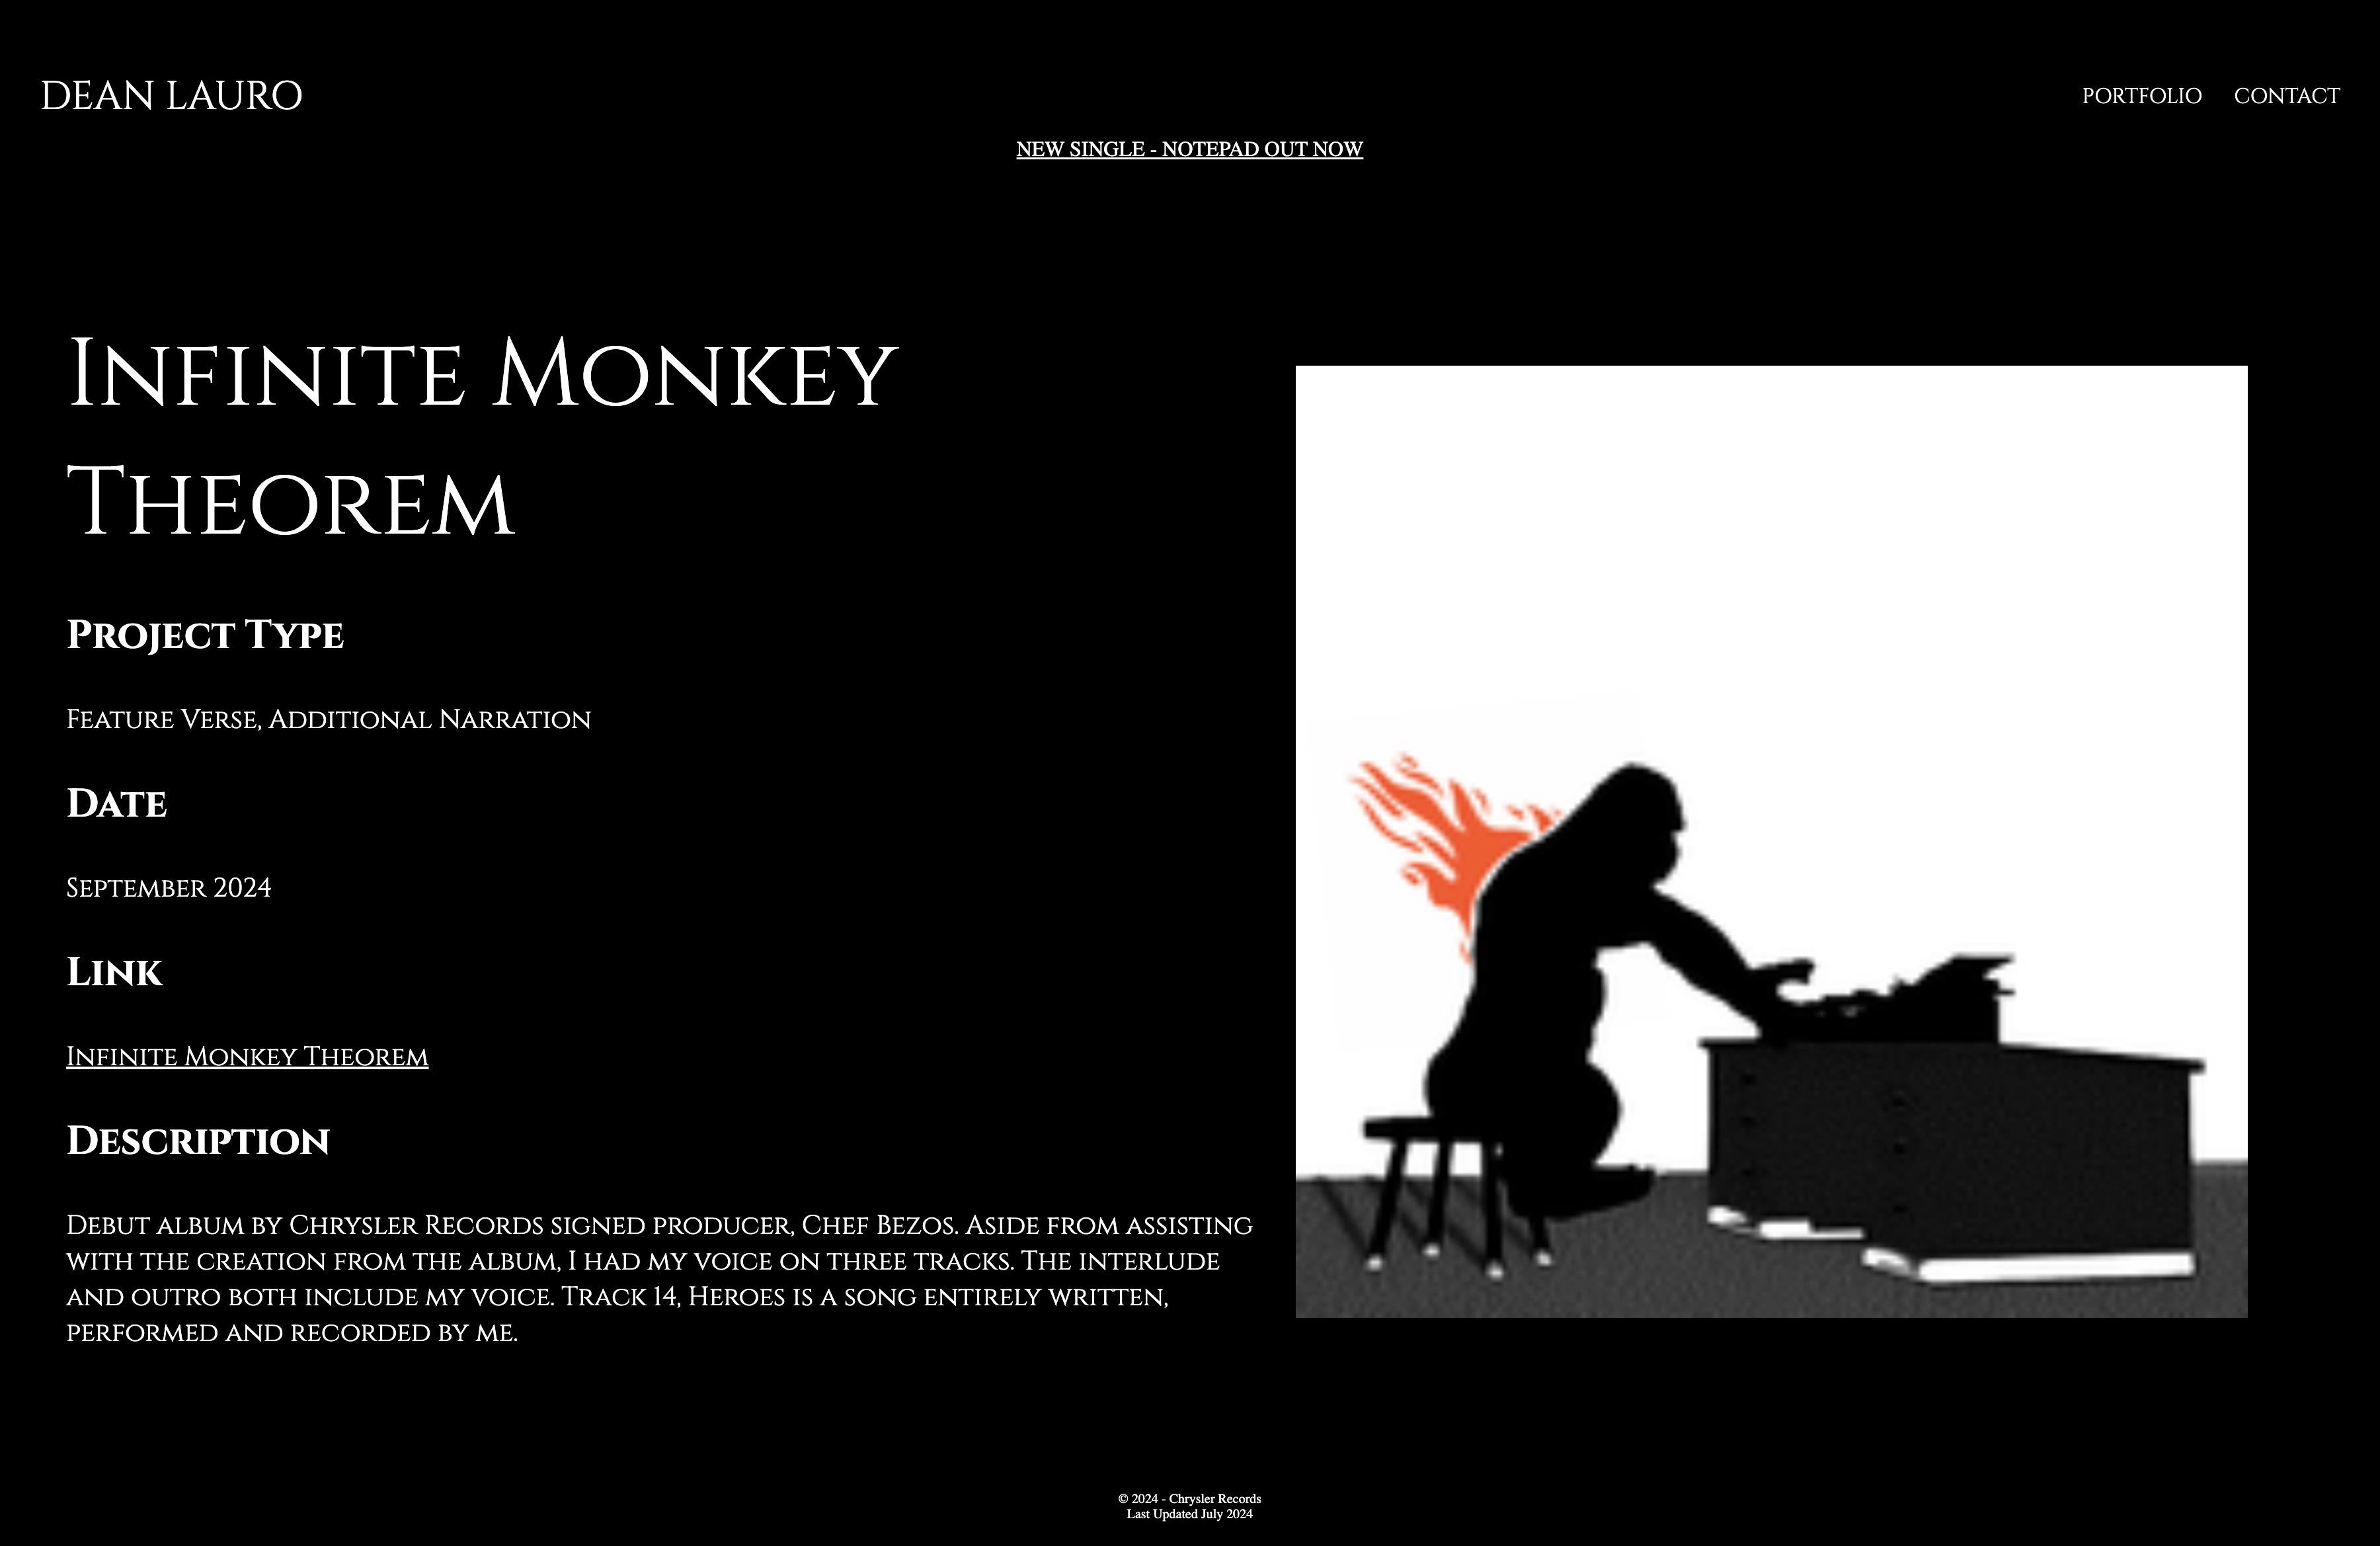 DEAN LAURO
PORTFOLIO CONTACT
NEW SINGLE - NOTEPAD OUT NOW
Infinite Monkey
Theorem
Project Type
Feature Verse, Additional Narration
Date
September 2024
Link
Infinite Monkey Theorem
Description
Debut album by Chrysler Records signed producer, Chef Bezos. Aside from assisting
with the creation from the album, I had my voice on three tracks. The interlude
and outro both include my voice. Track 14, Heroes is a song entirely written,
performed and recorded by me.
© 2024 - Chrysler Records
Last Updated July 2024